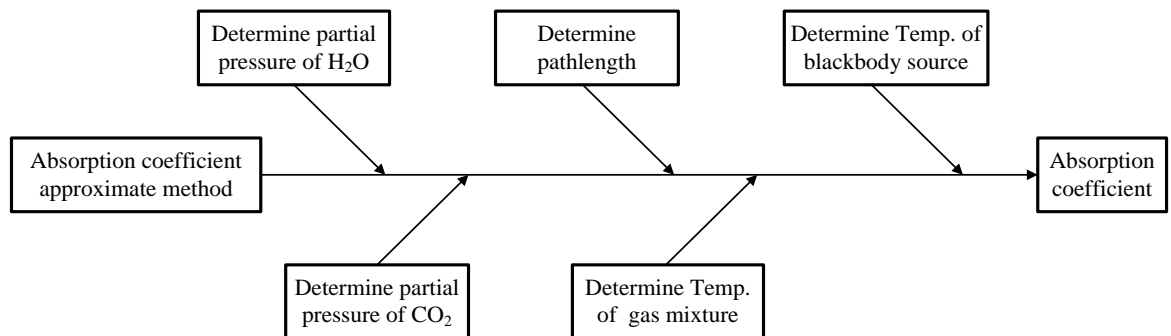 Determine partial
pressure of H₂O
Determine
pathlength
Determine Temp. of
blackbody source
Absorption coefficient
approximate method
Absorption
coefficient
Determine partial
pressure of CO₂
Determine Temp.
of gas mixture